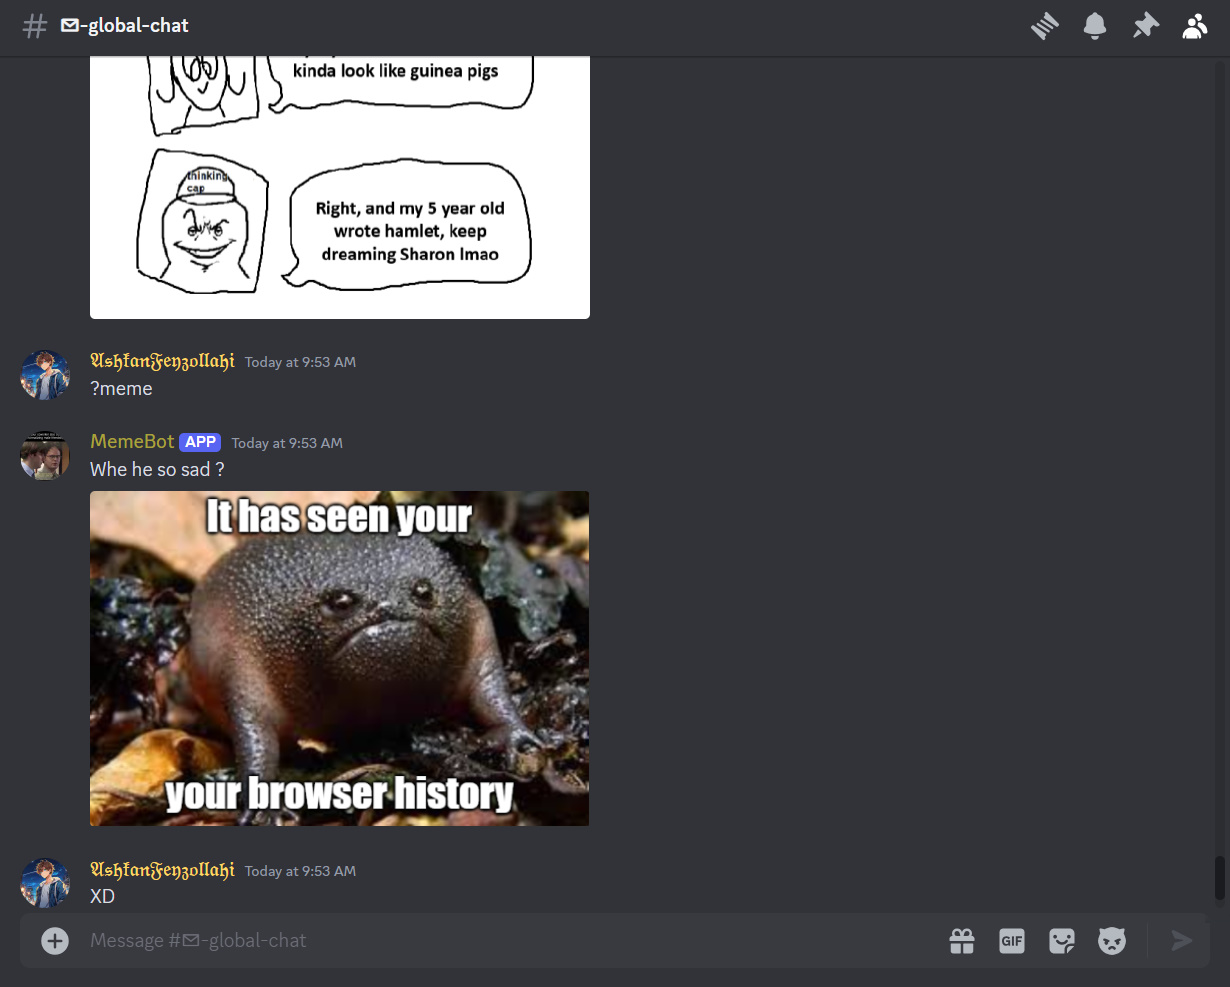 -global-chat
kinda look like guinea pigs
thinking
cap
Right, and my 5 year old
wrote hamlet, keep
dreaming Sharon lmao
AshkanFeyzollahi Today at 9:53 AM
?meme
MemeBot APP Today at 9:53 AM
Whe he so sad ?
It has seen your
your browser history
AshkanFeyzollahi Today at 9:53 AM
XD
Message #✉-global-chat
GIF